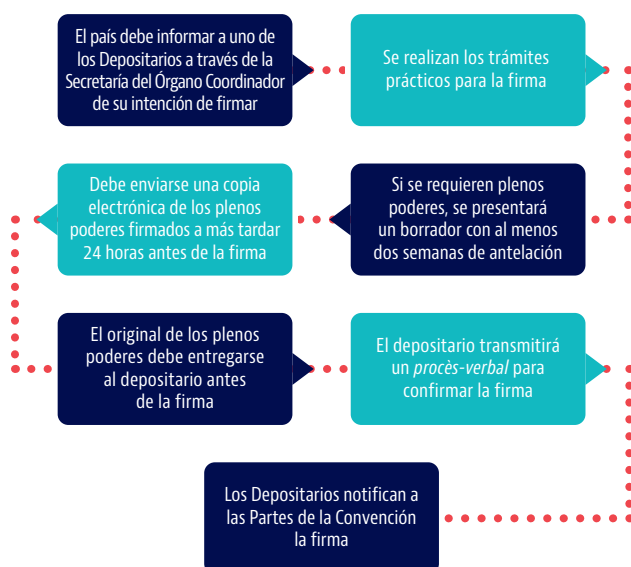 El país debe informar a uno de
los Depositarios a través de la
Secretaría del Órgano Coordinador
de su intención de firmar
Se realizan los trámites
prácticos para la firma
Si se requieren plenos
poderes, se presentará
un borrador con al menos
dos semanas de antelación
Debe enviarse una copia
electrónica de los plenos
poderes firmados a más tardar
24 horas antes de la firma
El original de los plenos
poderes debe entregarse
al depositario antes
de la firma
El depositario transmitirá
un procès-verbal para
confirmar la firma
Los Depositarios notifican a
las Partes de la Convención
la firma